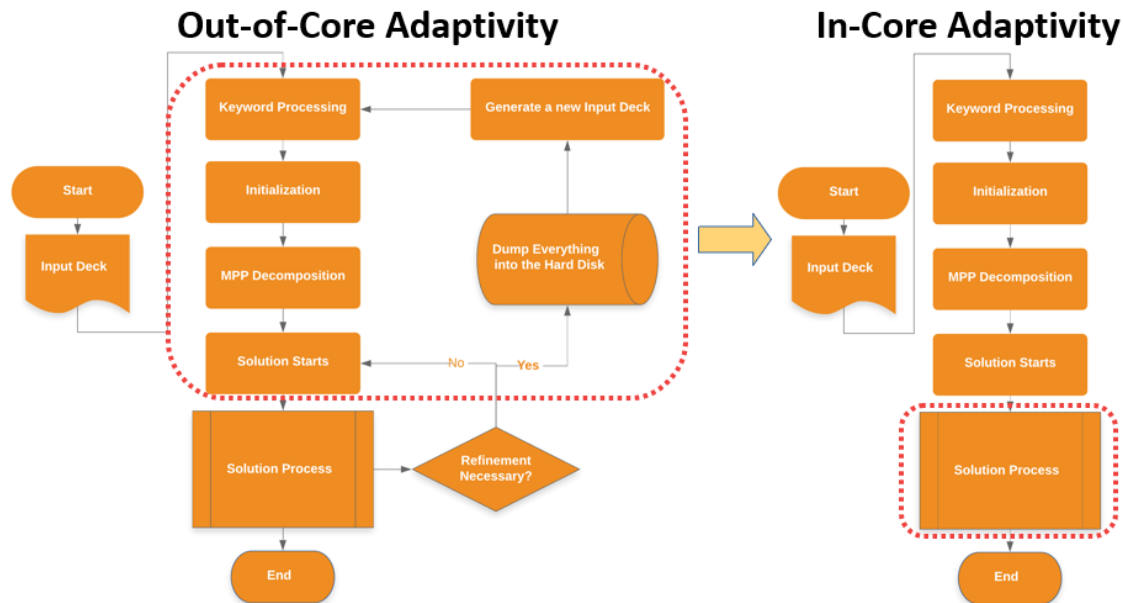 Out-of-Core Adaptivity
Keyword Processing
Generate a new Input Deck
Start
Initialization
Input Deck
MPP Decomposition
Dump Everything
into the Hard Disk
Solution Starts
No
Yes
Solution Process
Refinement
Necessary?
End
In-Core Adaptivity
Keyword Processing
Start
Initialization
Input Deck
MPP Decomposition
Solution Starts
Solution Process
End